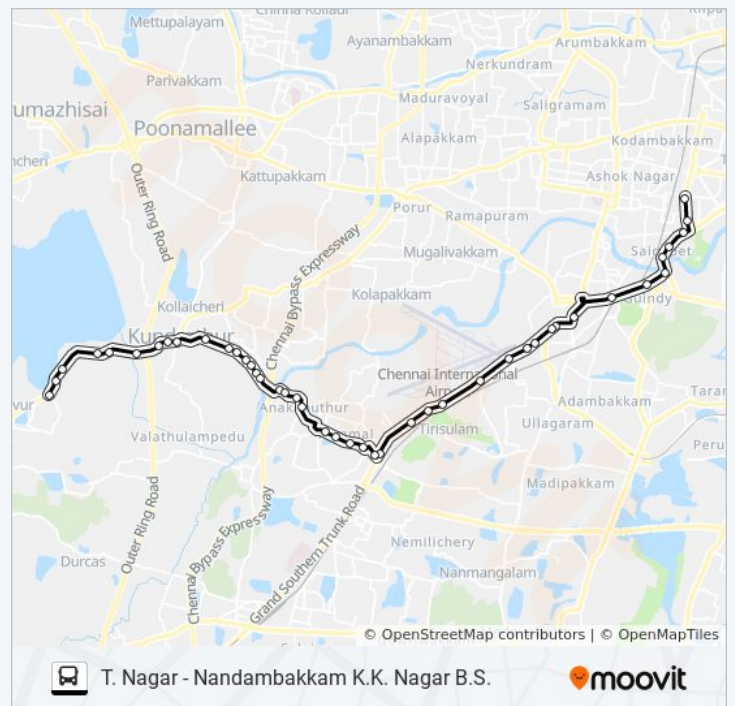 Mettupalayam
Ayanambakkam
Arumbakkam
Nerkundram
Parivakkam
Maduravoyal
Saligramam
Poonamallee
Alapakkam
Kodambakkam
Kattupakkam
Ashok Nagar
Outer Ring Road
Porur
Ramapuram
Mugalivakkam
Chennai Bypass Expressway
Kolapakkam
Kollaicheri
Chennai International
Airport
Adambakkam
Valathulampedu
Tirisulam
Ullagaram
Madipakkam
Outer Ring Road
Chennai Bypass Expressway
Grand Southern Trunk Road
Nemilichery
Durcas
Nanmangalam
© OpenStreetMap contributors | © OpenMapTiles
T. Nagar - Nandambakkam K.K. Nagar B.S.
moovit